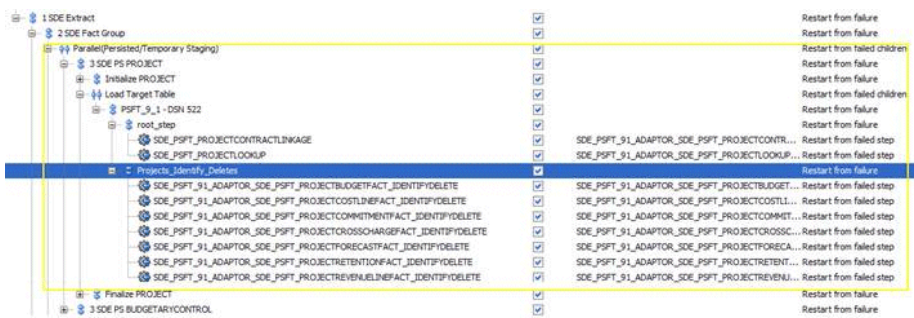 1 SDE Extract Restart from failure
2 SDE Fact Group Restart from failure
Parallel(Persisted/Temporary Staging) Restart from failed children
3 SDE PS PROJECT Restart from failure
Initialize PROJECT Restart from failure
Load Target Table Restart from failed children
PSFT_9_1 - DSN 522 Restart from failure
root_step Restart from failure
SDE_PSFT_PROJECTCONTRACTLINKAGE SDE_PSFT_91_ADAPTOR_SDE_PSFT_PROJECTCONTR... Restart from failed step
SDE_PSFT_PROJECTLOOKUP SDE_PSFT_91_ADAPTOR_SDE_PSFT_PROJECTLOOKUP... Restart from failed step
Projects_Identify_Deletes Restart from failure
SDE_PSFT_91_ADAPTOR_SDE_PSFT_PROJECTBUDGETFACT_IDENTIFYDELETE SDE_PSFT_91_ADAPTOR_SDE_PSFT_PROJECTBUDGET... Restart from failed step
SDE_PSFT_91_ADAPTOR_SDE_PSFT_PROJECTCOSTLINEFACT_IDENTIFYDELETE SDE_PSFT_91_ADAPTOR_SDE_PSFT_PROJECTCOSTLI... Restart from failed step
SDE_PSFT_91_ADAPTOR_SDE_PSFT_PROJECTCOMMITMENTFACT_IDENTIFYDELETE SDE_PSFT_91_ADAPTOR_SDE_PSFT_PROJECTCOMMIT... Restart from failed step
SDE_PSFT_91_ADAPTOR_SDE_PSFT_PROJECTCROSSCHARGEFACT_IDENTIFYDELETE SDE_PSFT_91_ADAPTOR_SDE_PSFT_PROJECTCROSSC... Restart from failed step
SDE_PSFT_91_ADAPTOR_SDE_PSFT_PROJECTFORECASTFACT_IDENTIFYDELETE SDE_PSFT_91_ADAPTOR_SDE_PSFT_PROJECTFORECA... Restart from failed step
SDE_PSFT_91_ADAPTOR_SDE_PSFT_PROJECTRETENTIONFACT_IDENTIFYDELETE SDE_PSFT_91_ADAPTOR_SDE_PSFT_PROJECTRETENT... Restart from failed step
SDE_PSFT_91_ADAPTOR_SDE_PSFT_PROJECTREVENUELINEFACT_IDENTIFYDELETE SDE_PSFT_91_ADAPTOR_SDE_PSFT_PROJECTREVENU... Restart from failed step
Finalize PROJECT Restart from failure
3 SDE PS BUDGETARYCONTROL Restart from failure